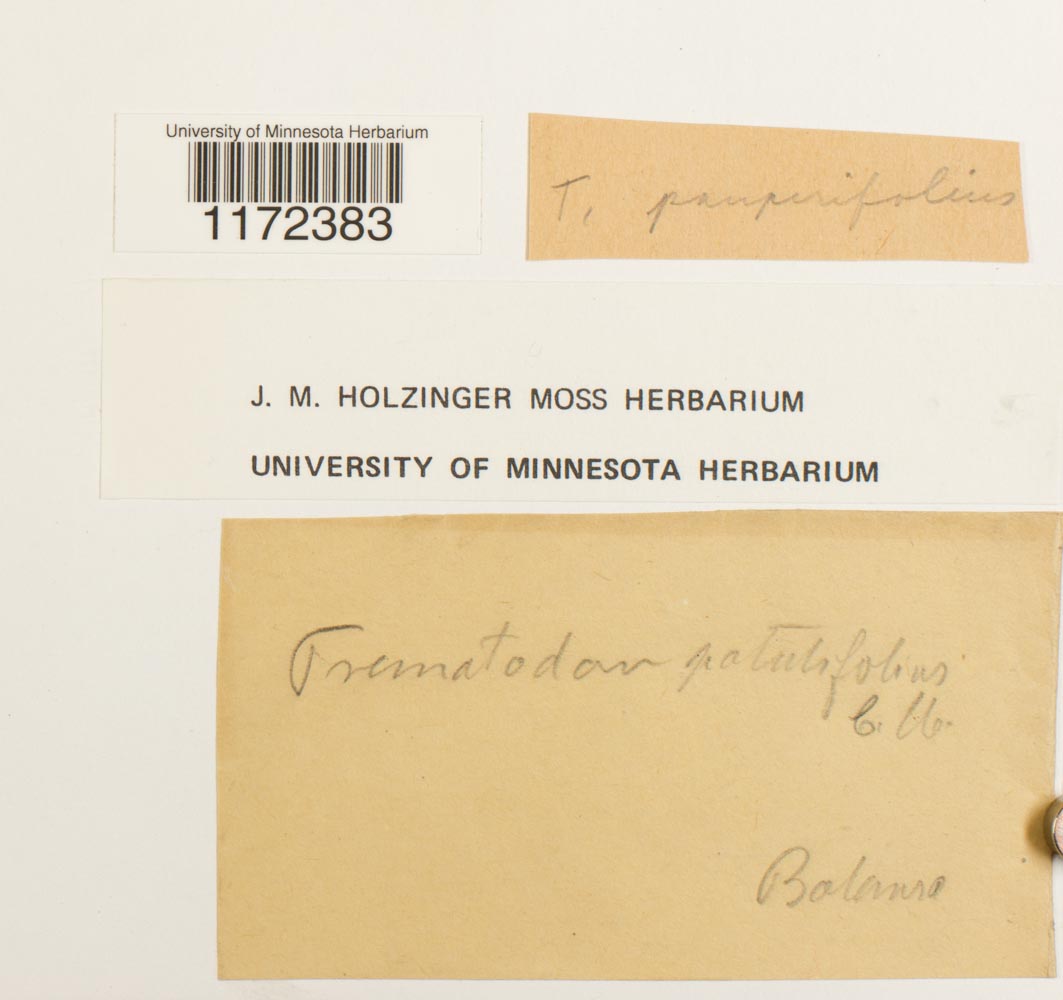 University of Minnesota Herbarium
1172383
T. pauperifolius
J. M. HOLZINGER MOSS HERBARIUM
UNIVERSITY OF MINNESOTA HERBARIUM
Trematodon patulifolius
C. M.
Balansa